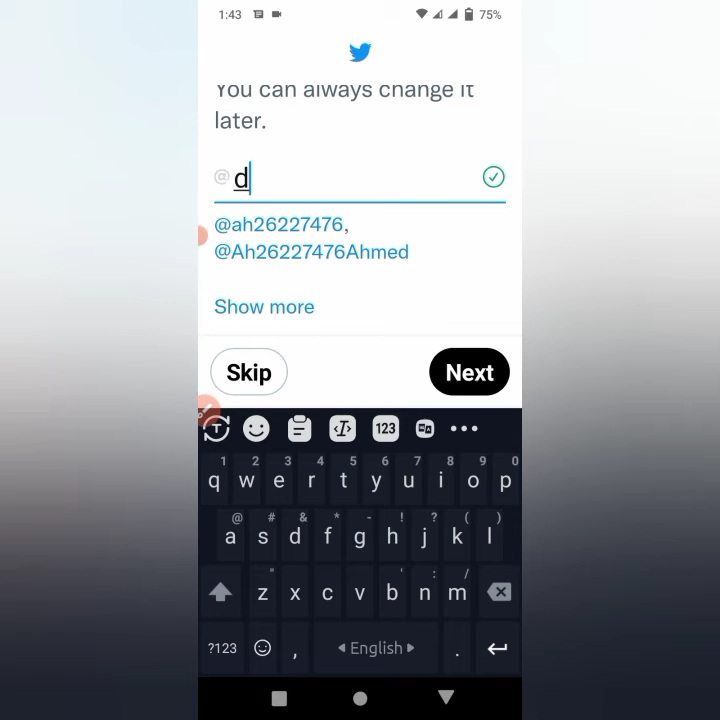 1:43 75%
You can always change it
later.
@ d
@ah26227476,
@Ah26227476Ahmed
Show more
Skip Next
123
1 2 3 4 5 6 7 8 9 0
q w e r t y u i o p
@ # & * - ! ? ( )
a s d f g h j k l
" ' : /
z x c v b n m
?123 , English .